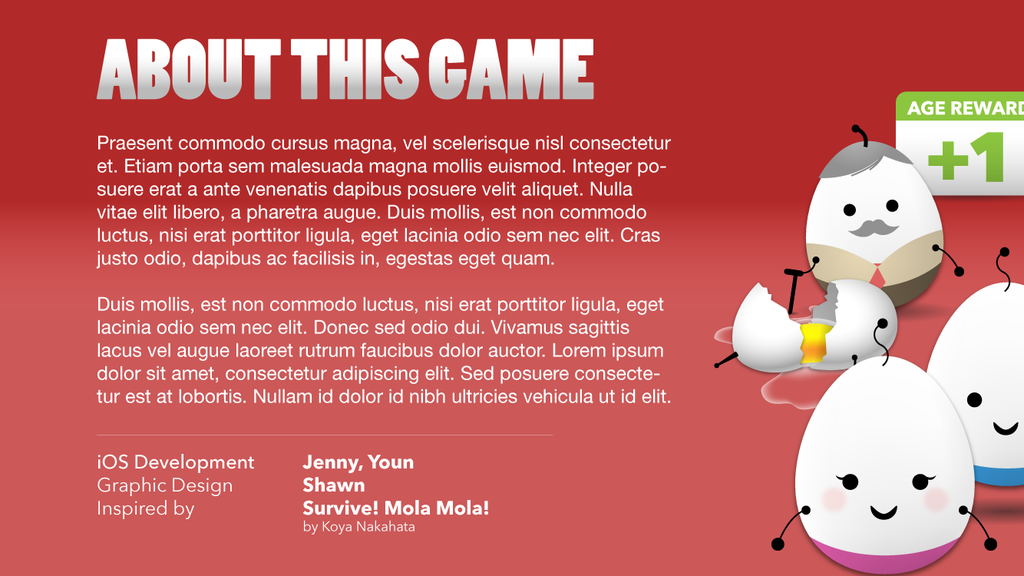 ABOUT THIS GAME
Praesent commodo cursus magna, vel scelerisque nisl consectetur
et. Etiam porta sem malesuada magna mollis euismod. Integer po-
suere erat a ante venenatis dapibus posuere velit aliquet. Nulla
vitae elit libero, a pharetra augue. Duis mollis, est non commodo
luctus, nisi erat porttitor ligula, eget lacinia odio sem nec elit. Cras
justo odio, dapibus ac facilisis in, egestas eget quam.
Duis mollis, est non commodo luctus, nisi erat porttitor ligula, eget
lacinia odio sem nec elit. Donec sed odio dui. Vivamus sagittis
lacus vel augue laoreet rutrum faucibus dolor auctor. Lorem ipsum
dolor sit amet, consectetur adipiscing elit. Sed posuere consecte-
tur est at lobortis. Nullam id dolor id nibh ultricies vehicula ut id elit.
iOS Development Jenny, Youn
Graphic Design Shawn
Inspired by Survive! Mola Mola!
by Koya Nakahata
AGE REWARD
+1